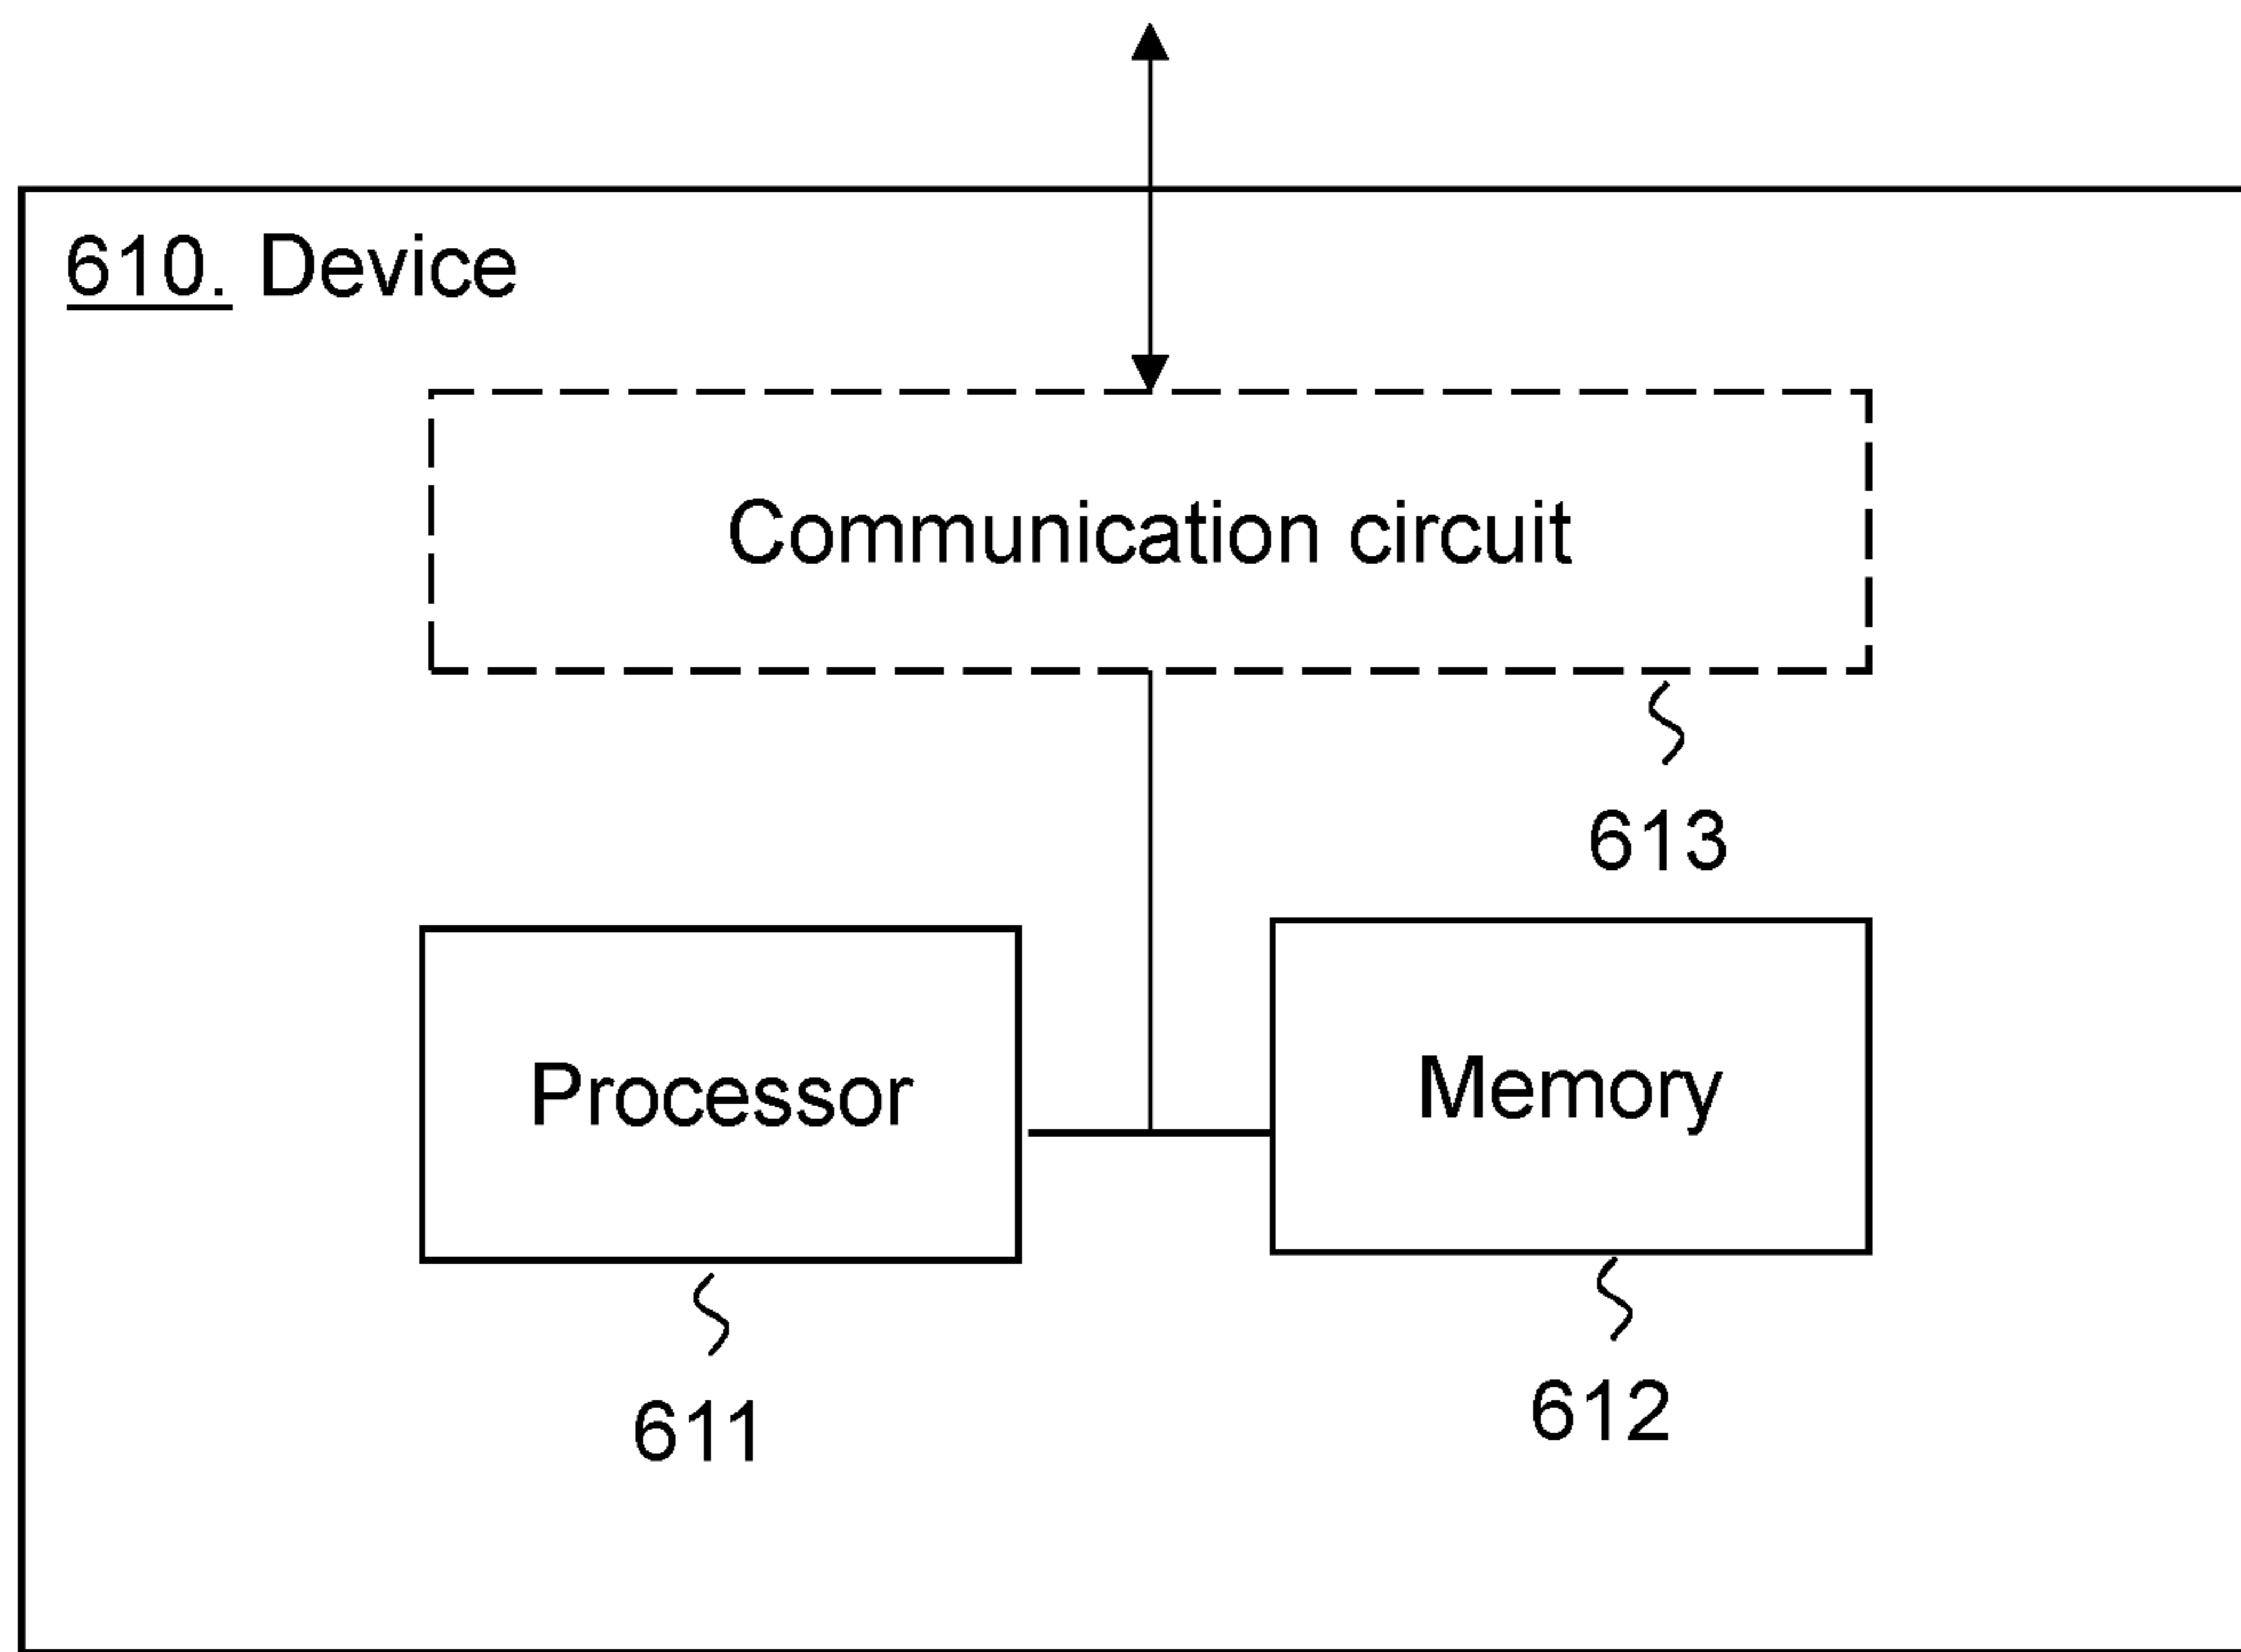 610. Device
Communication circuit
613
Processor
Memory
611
612